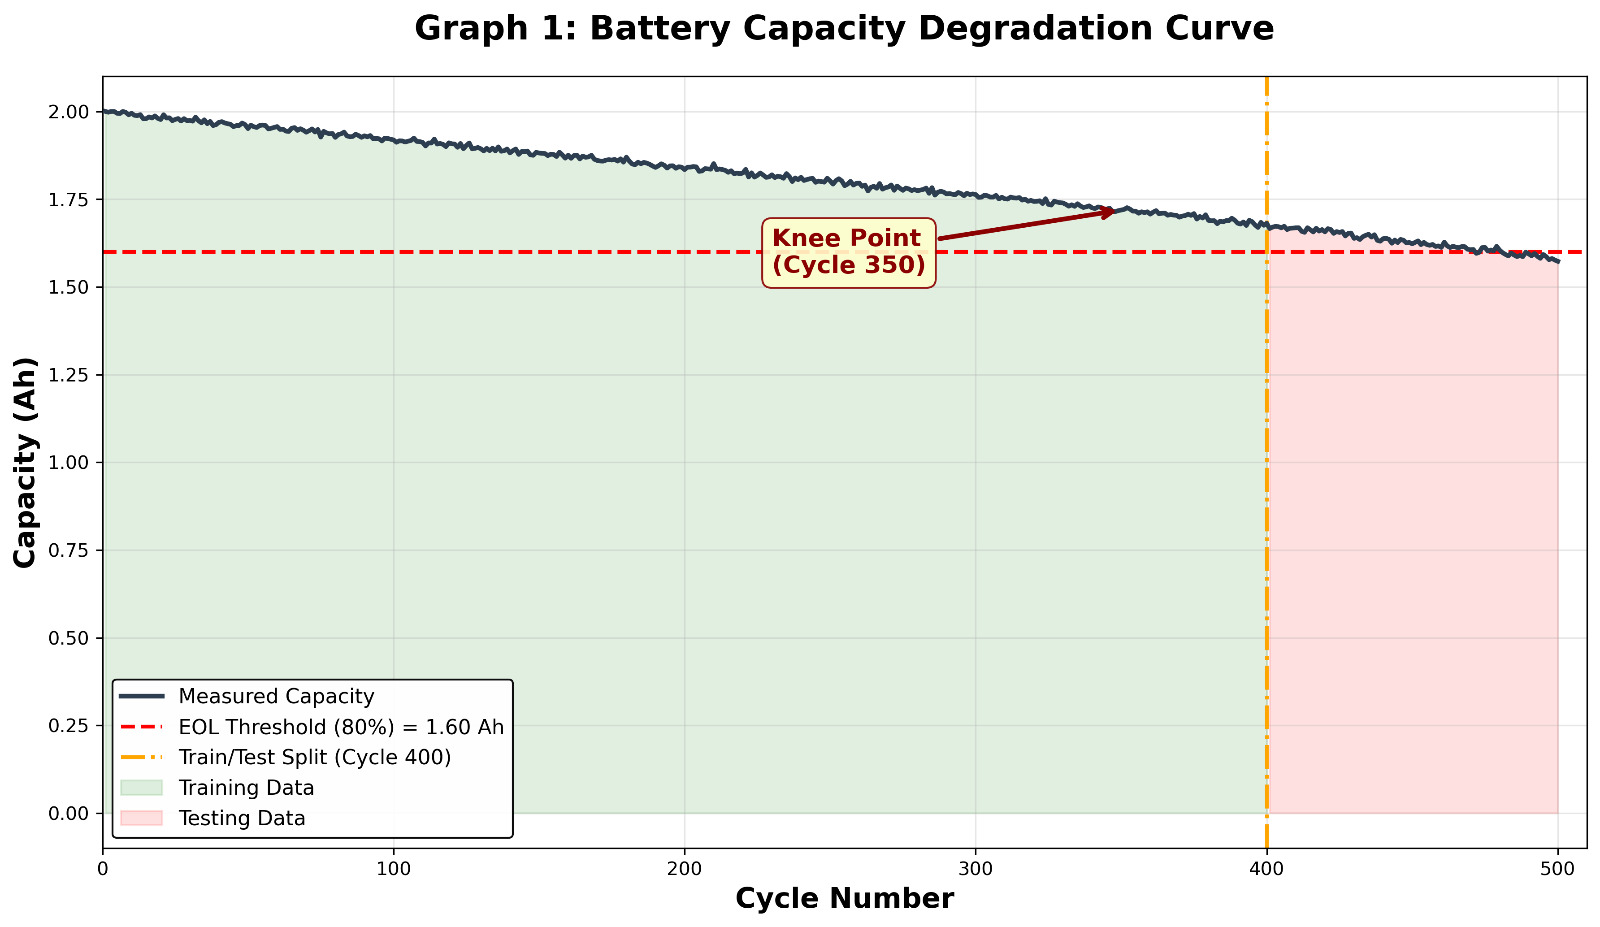 Graph 1: Battery Capacity Degradation Curve
Capacity (Ah)
2.00
1.75
1.50
1.25
1.00
0.75
0.50
0.25
0.00
Knee Point
(Cycle 350)
Measured Capacity
EOL Threshold (80%) = 1.60 Ah
Train/Test Split (Cycle 400)
Training Data
Testing Data
0 100 200 300 400 500
Cycle Number